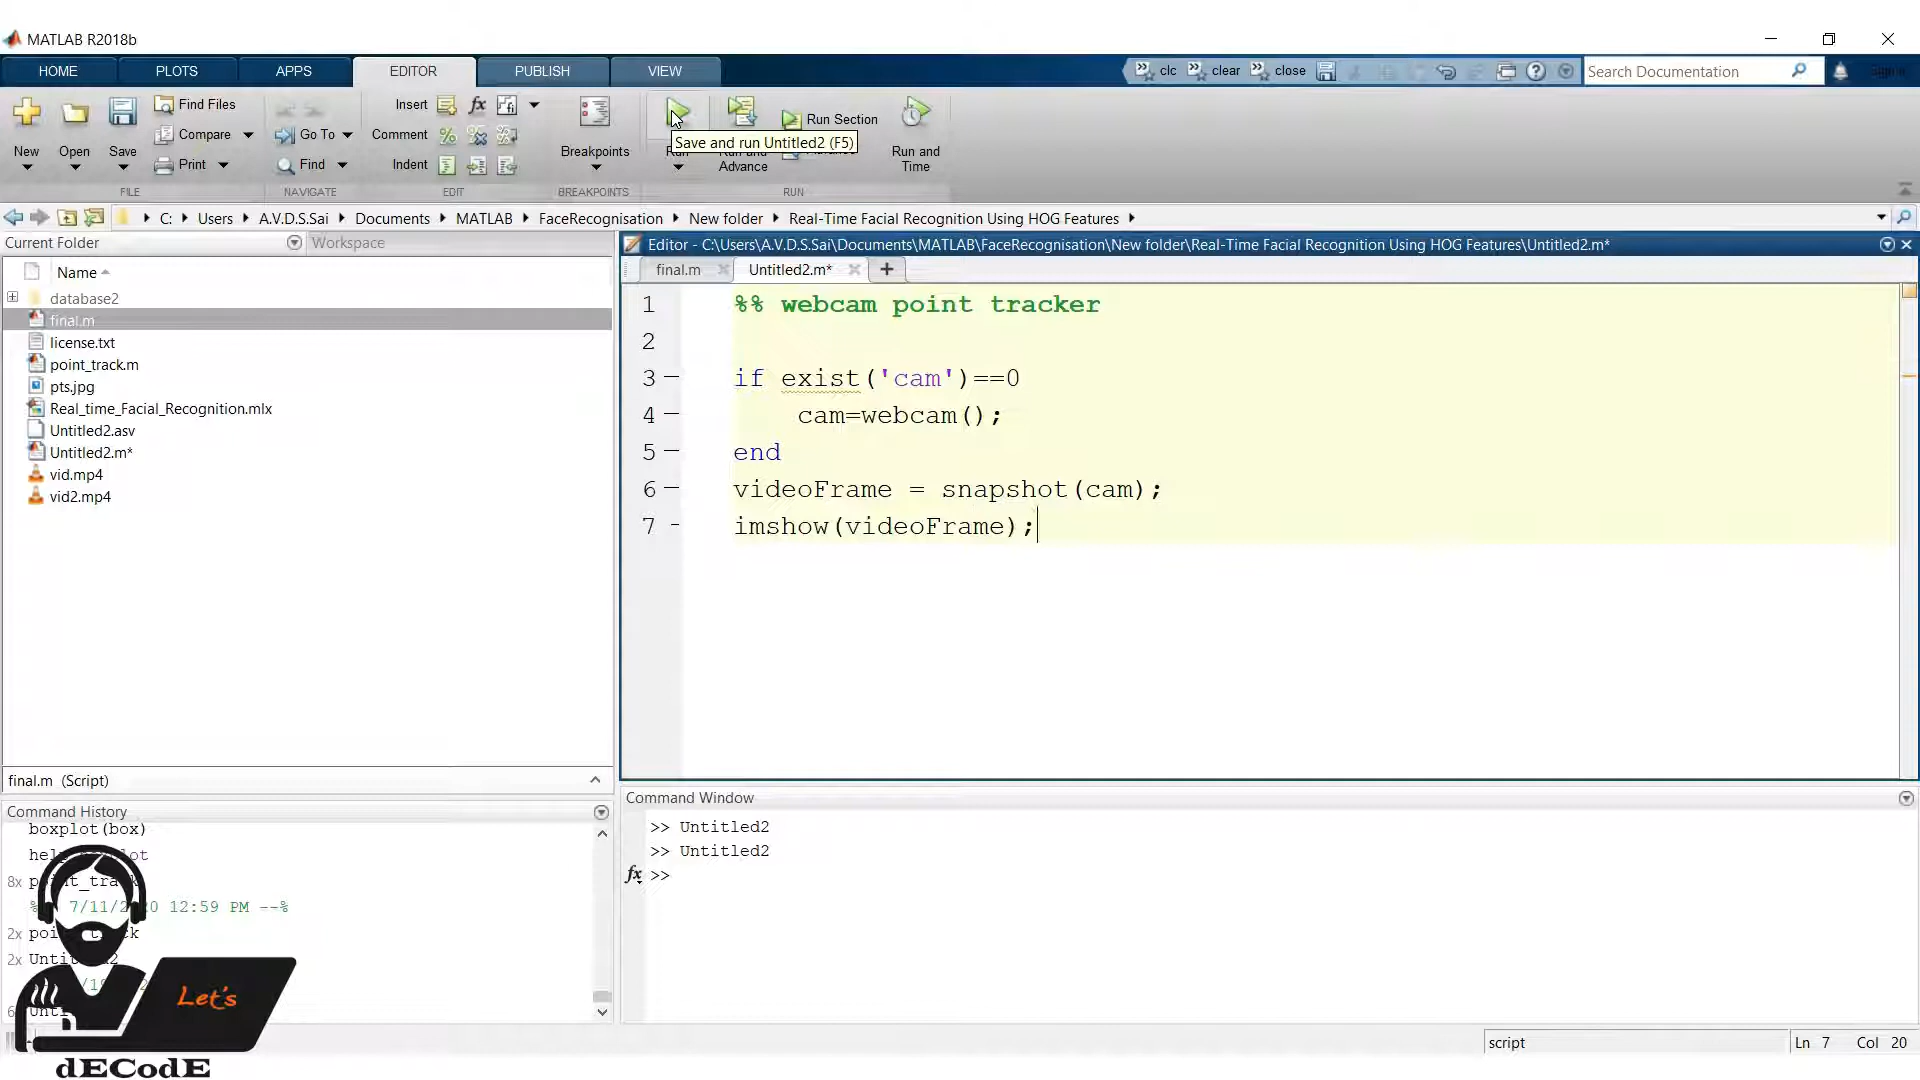 MATLAB R2018b
HOME PLOTS APPS EDITOR PUBLISH VIEW
clc clear close Search Documentation
New Open Save
Find Files
Compare
Print
FILE
Go To
Find
NAVIGATE
Insert fx
Comment
Indent
EDIT
Breakpoints
BREAKPOINTS
Run
Save and run Untitled2 (F5)
Advance
Run Section
Run and Time
RUN
C: Users A.V.D.S.Sai Documents MATLAB FaceRecognisation New folder Real-Time Facial Recognition Using HOG Features
Current Folder Workspace
Name
database2
final.m
license.txt
point_track.m
pts.jpg
Real_time_Facial_Recognition.mlx
Untitled2.asv
Untitled2.m*
vid.mp4
vid2.mp4
final.m (Script)
Editor - C:\Users\A.V.D.S.Sai\Documents\MATLAB\FaceRecognisation\New folder\Real-Time Facial Recognition Using HOG Features\Untitled2.m*
final.m Untitled2.m*
1 %% webcam point tracker
2
3 if exist('cam')==0
4 cam=webcam();
5 end
6 videoFrame = snapshot(cam);
7 imshow(videoFrame);
Command History
boxplot(box)
8x
7/11/2 12:59 PM --%
2x
2x
Command Window
>> Untitled2
>> Untitled2
fx >>
Let's
dECodE
script Ln 7 Col 20